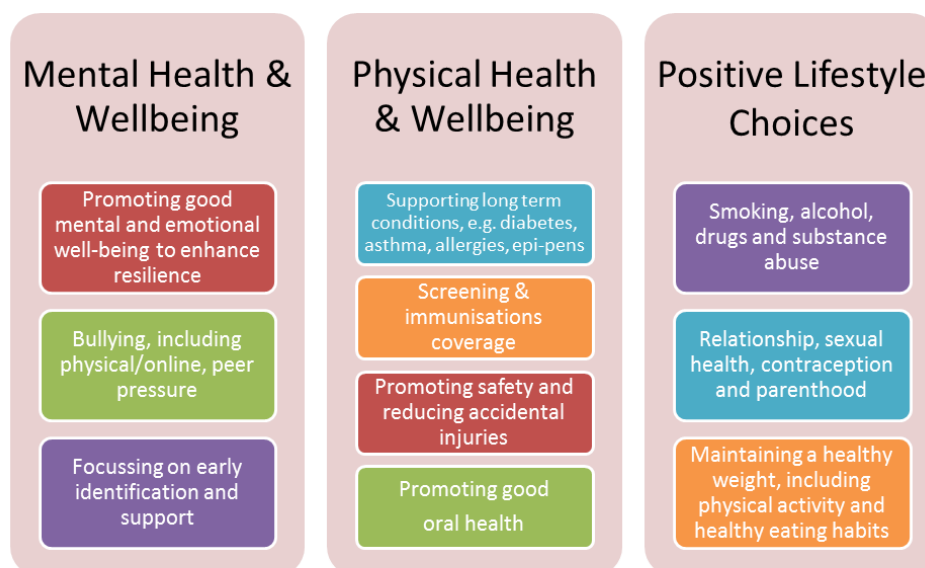 Mental Health &
Wellbeing
Promoting good
mental and emotional
well-being to enhance
resilience
Bullying, including
physical/online, peer
pressure
Focussing on early
identification and
support
Physical Health
& Wellbeing
Supporting long term
conditions, e.g. diabetes,
asthma, allergies, epi-pens
Screening &
immunisations
coverage
Promoting safety and
reducing accidental
injuries
Promoting good
oral health
Positive Lifestyle
Choices
Smoking, alcohol,
drugs and substance
abuse
Relationship, sexual
health, contraception
and parenthood
Maintaining a healthy
weight, including
physical activity and
healthy eating habits